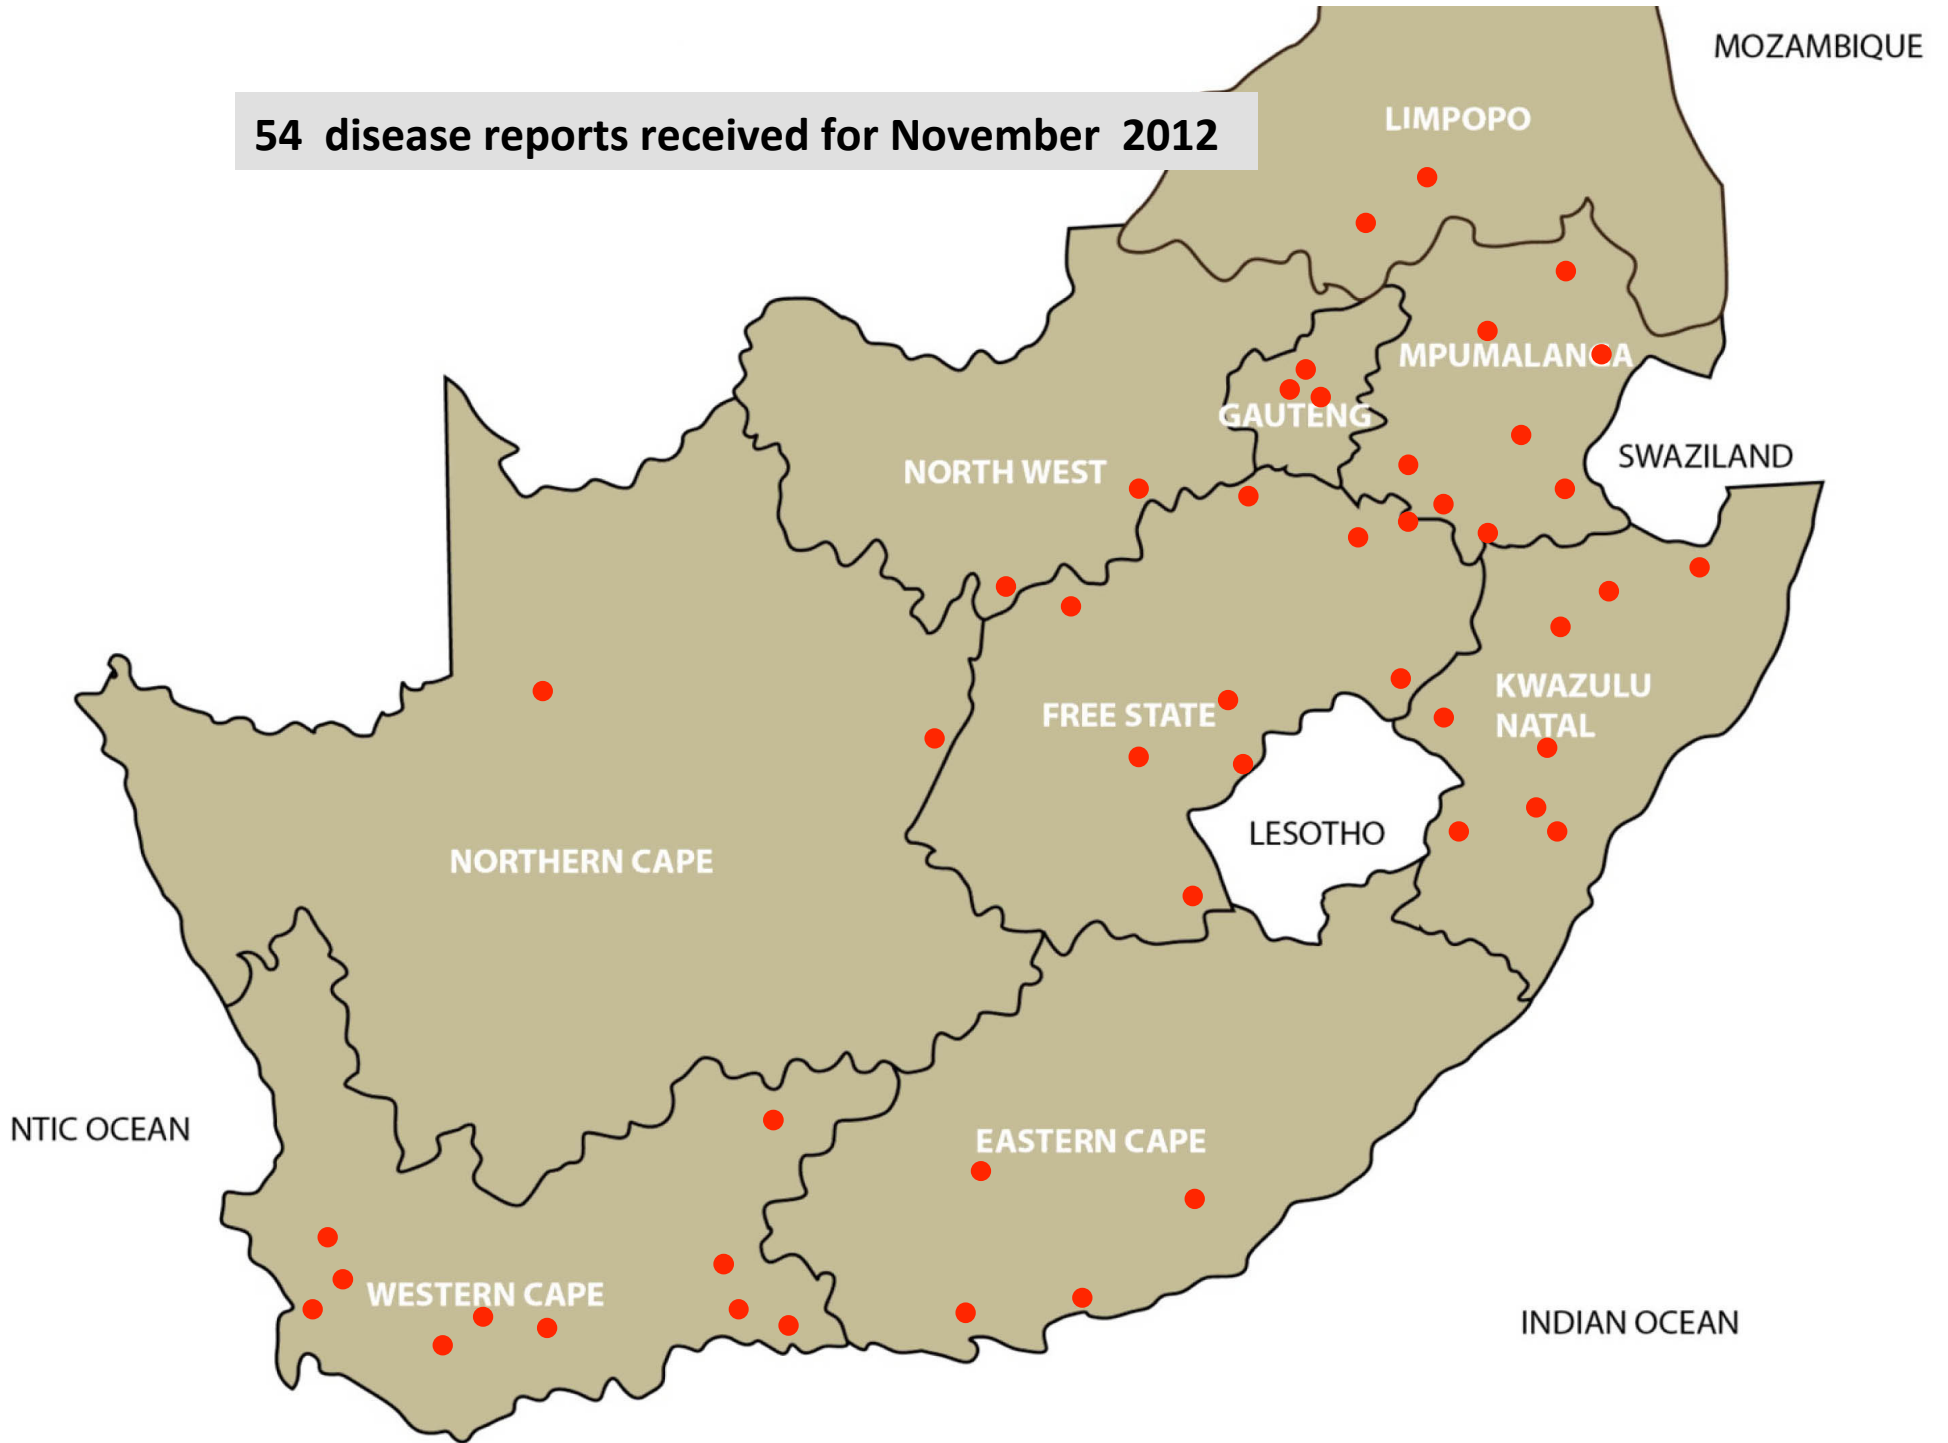 MOZAMBIQUE
LIMPOPO
54 disease reports received for November 2012
MPUMALANGA
GAUTENG
SWAZILAND
NORTH WEST
KWAZULU
NATAL
FREE STATE
LESOTHO
NORTHERN CAPE
NTIC OCEAN
EASTERN CAPE
WESTERN CAPE
INDIAN OCEAN